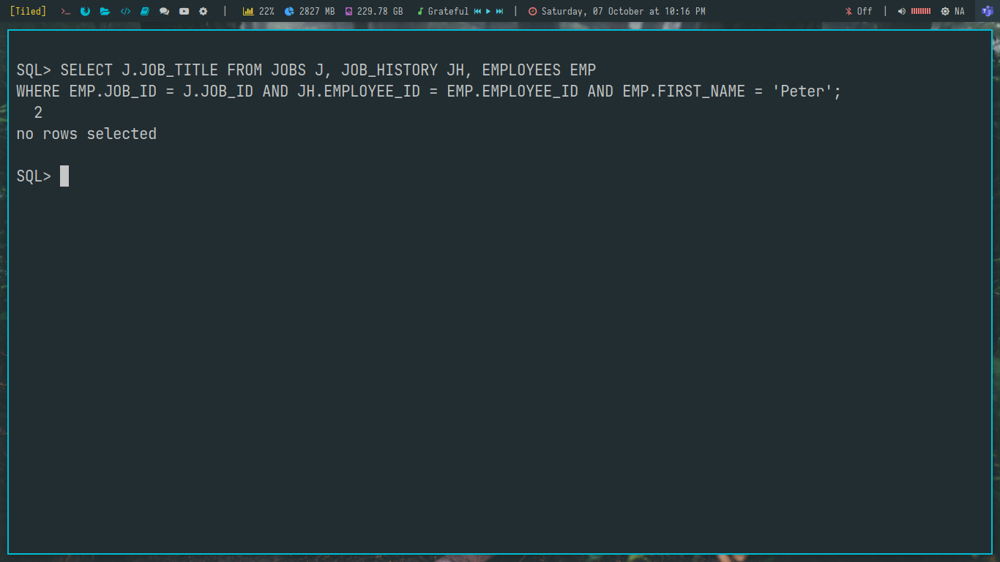 [Tiled] | 22% 2827 MB 229.78 GB Grateful | Saturday, 07 October at 10:16 PM Off | NA
SQL> SELECT J.JOB_TITLE FROM JOBS J, JOB_HISTORY JH, EMPLOYEES EMP
WHERE EMP.JOB_ID = J.JOB_ID AND JH.EMPLOYEE_ID = EMP.EMPLOYEE_ID AND EMP.FIRST_NAME = 'Peter';
2
no rows selected
SQL>